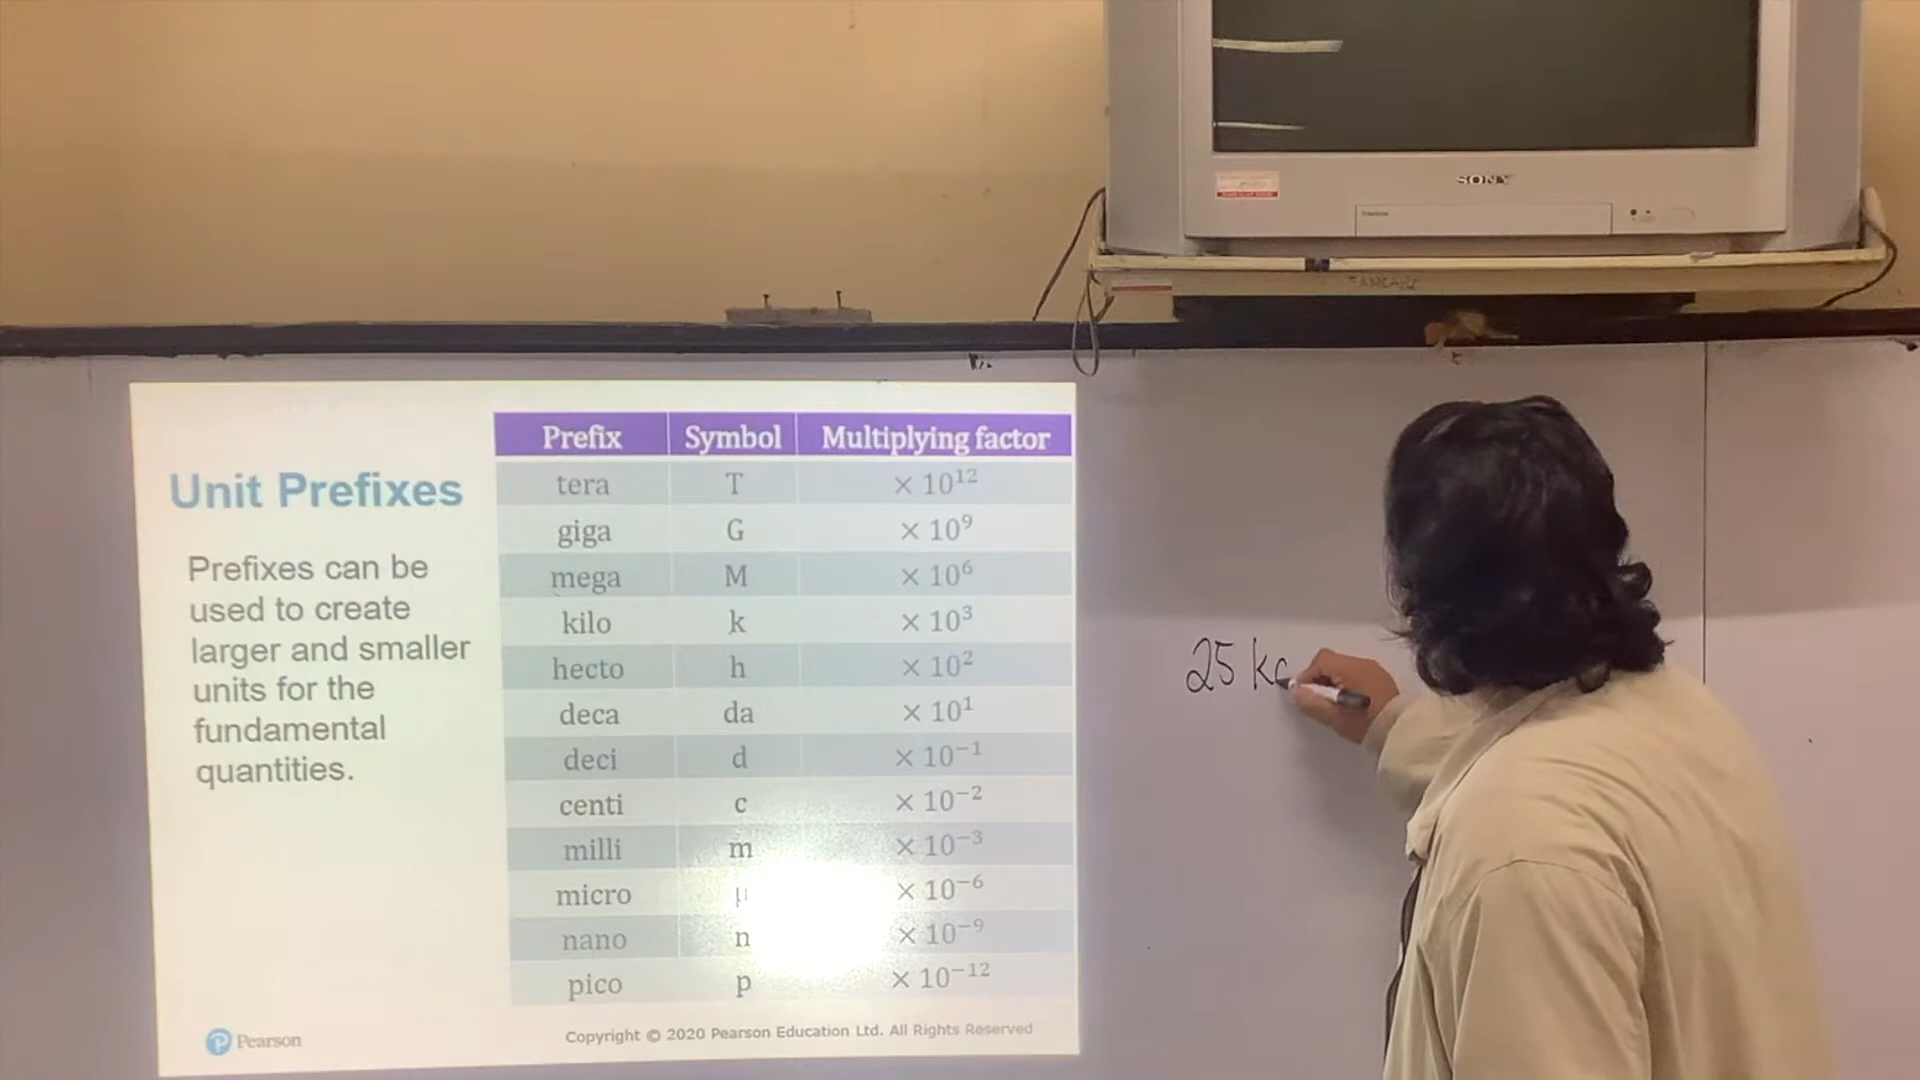 SONY
Unit Prefixes
Prefixes can be
used to create
larger and smaller
units for the
fundamental
quantities.
Prefix Symbol Multiplying factor
tera T × 10¹²
giga G × 10⁹
mega M × 10⁶
kilo k × 10³
hecto h × 10²
deca da × 10¹
deci d × 10⁻¹
centi c × 10⁻²
milli m × 10⁻³
micro μ × 10⁻⁶
nano n × 10⁻⁹
pico p × 10⁻¹²
Pearson
Copyright © 2020 Pearson Education Ltd. All Rights Reserved
25 k